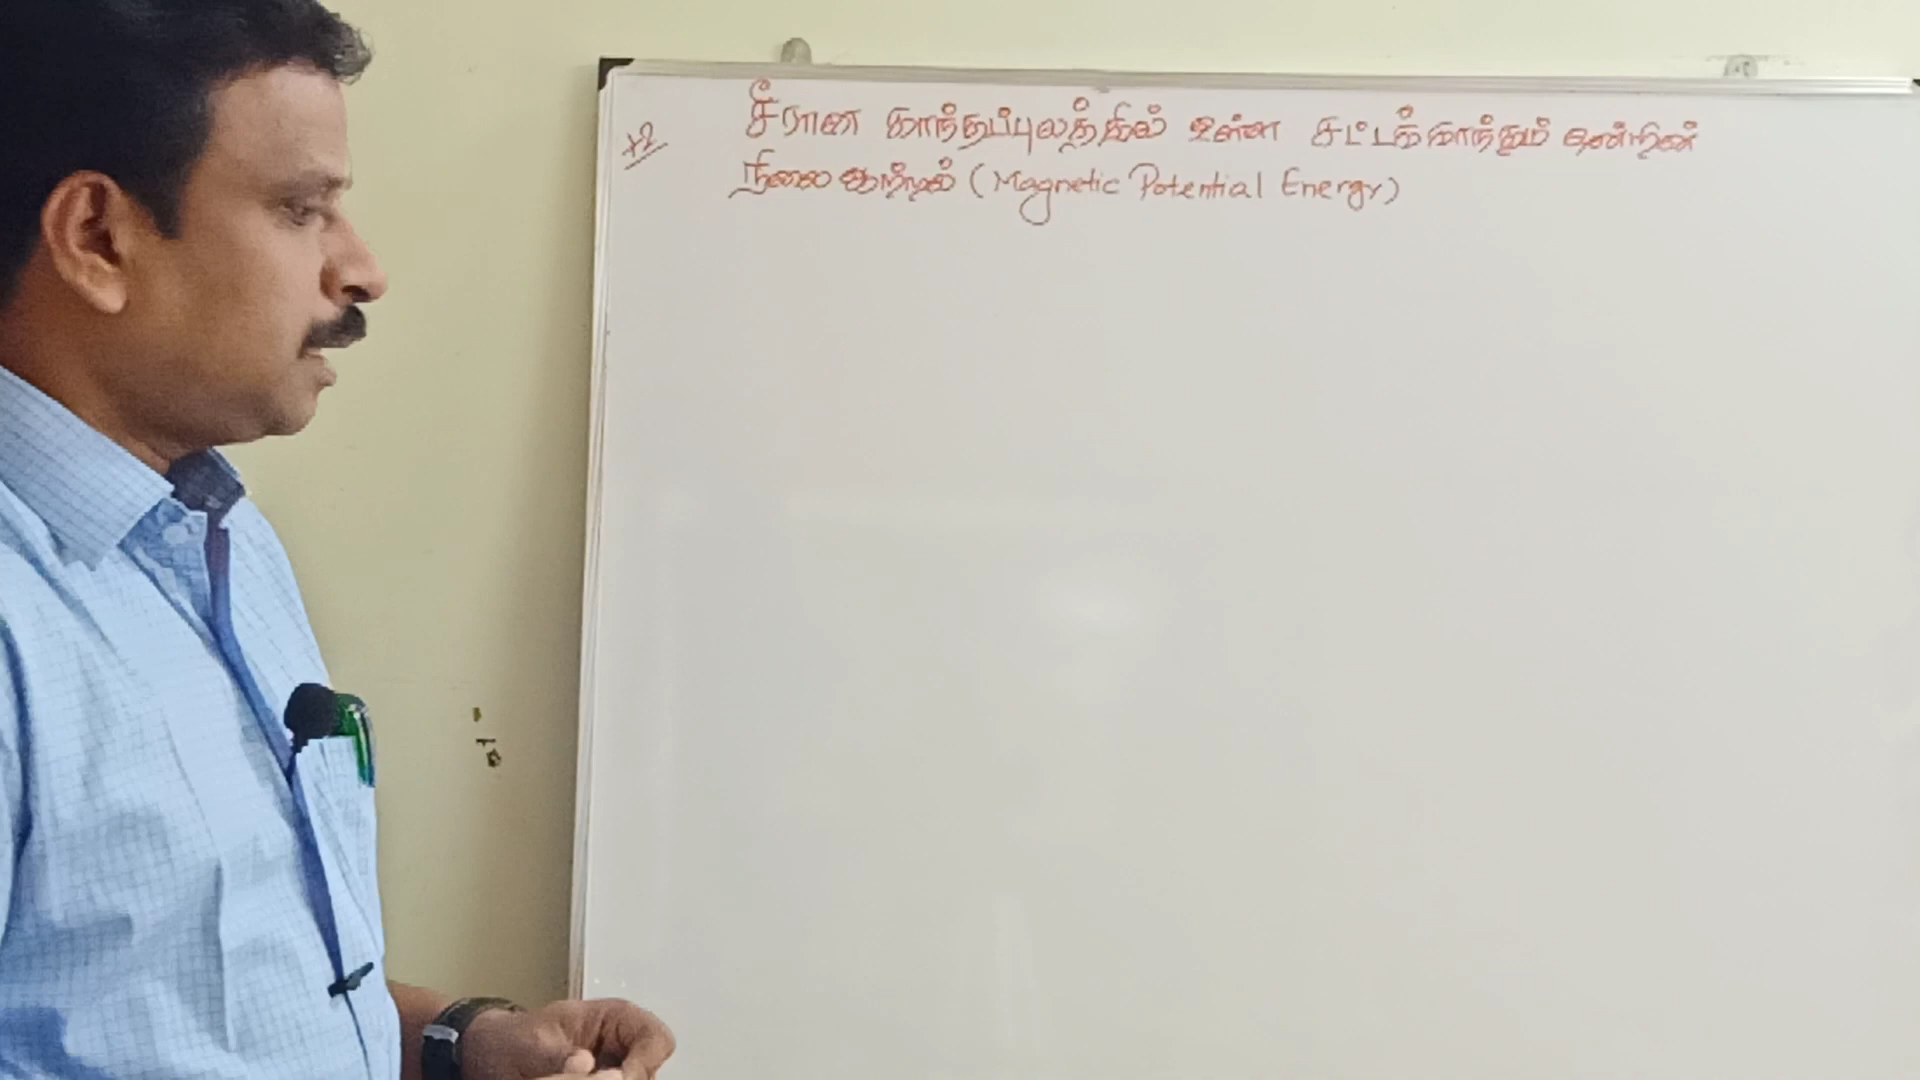 +2 சீரான காந்தப்புலத்தில் உள்ள சட்டக்காந்தம் ஒன்றின்
நிலை ஆற்றல் (Magnetic Potential Energy)